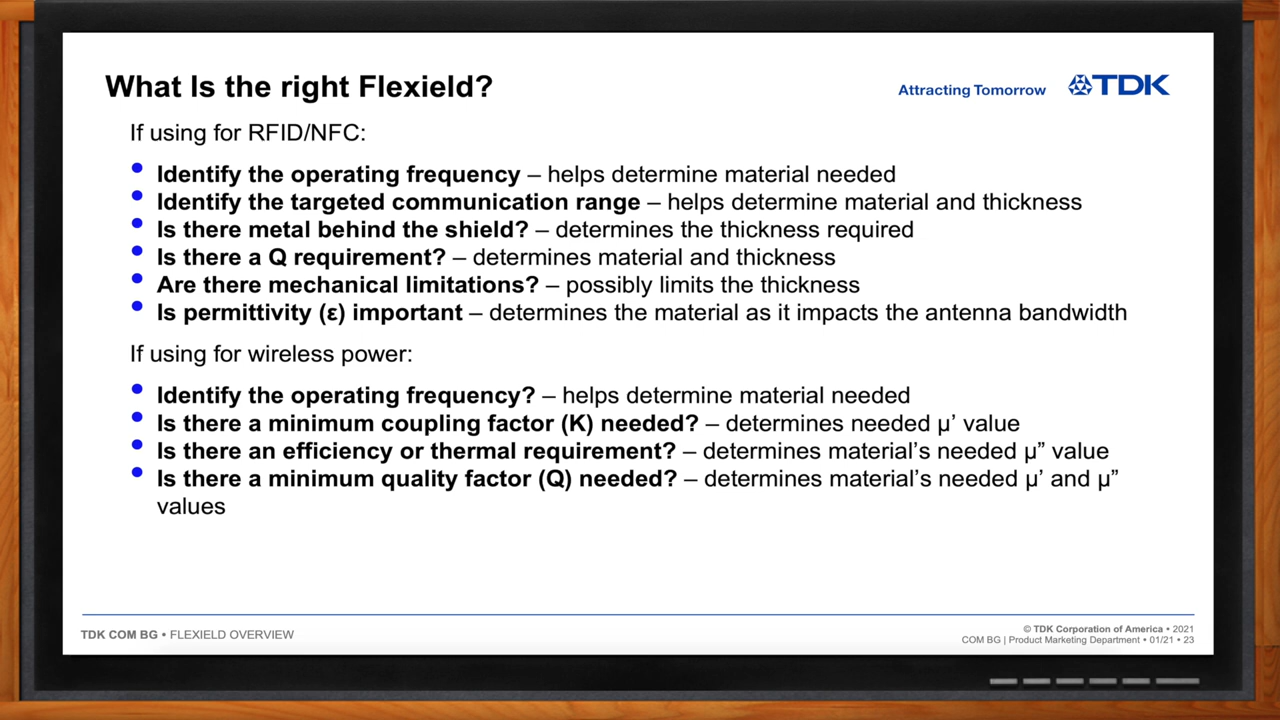 What Is the right Flexield?
Attracting Tomorrow
TDK
If using for RFID/NFC:
• Identify the operating frequency – helps determine material needed
• Identify the targeted communication range – helps determine material and thickness
• Is there metal behind the shield? – determines the thickness required
• Is there a Q requirement? – determines material and thickness
• Are there mechanical limitations? – possibly limits the thickness
• Is permittivity (ε) important – determines the material as it impacts the antenna bandwidth
If using for wireless power:
• Identify the operating frequency? – helps determine material needed
• Is there a minimum coupling factor (K) needed? – determines needed μ’ value
• Is there an efficiency or thermal requirement? – determines material’s needed μ” value
• Is there a minimum quality factor (Q) needed? – determines material’s needed μ’ and μ”
values
TDK COM BG • FLEXIELD OVERVIEW
© TDK Corporation of America • 2021
COM BG | Product Marketing Department • 01/21 • 23